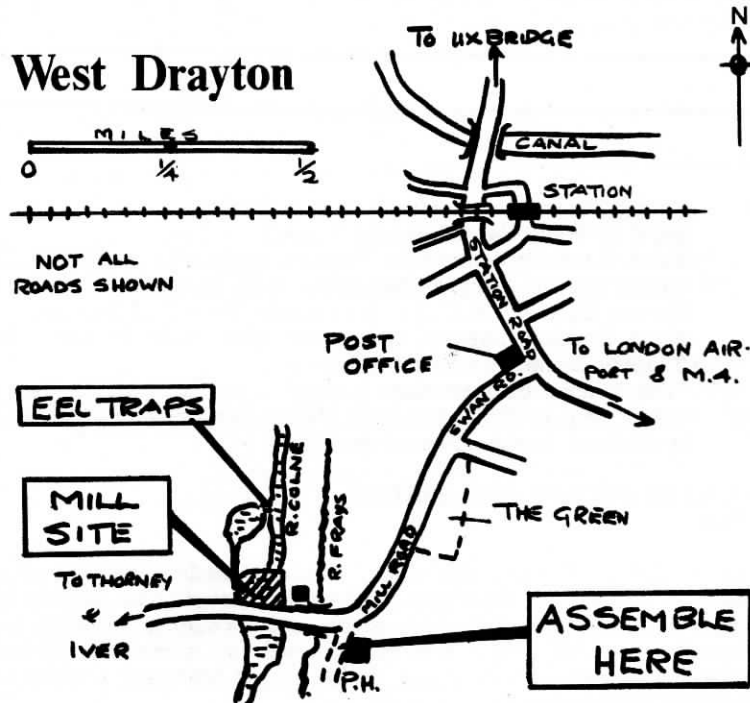 N
To UXBRIDGE
West Drayton
MILES
0 1/4 1/2
CANAL
STATION
NOT ALL
ROADS SHOWN
STATION ROAD
POST
OFFICE
To LONDON AIR-
PORT & M.4.
SWAN RD.
EEL TRAPS
R. COLNE
R. FRAYS
MILL
SITE
THE GREEN
MILL ROAD
To THORNEY
&
IVER
ASSEMBLE
HERE
P.H.